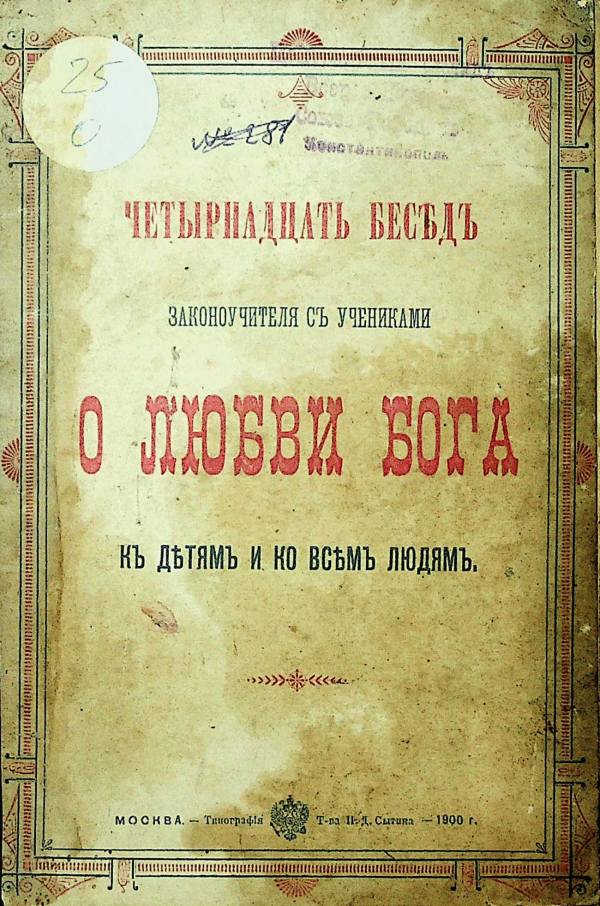 25
0
№ 281
Константинополь
ЧЕТЫРНАДЦАТЬ БЕСѢДЪ
ЗАКОНОУЧИТЕЛЯ СЪ УЧЕНИКАМИ
О ЛЮБВИ БОГА
КЪ ДѢТЯМЪ И КО ВСѢМЪ ЛЮДЯМЪ.
МОСКВА. — Типографія Т-ва И. Д. Сытина — 1900 г.